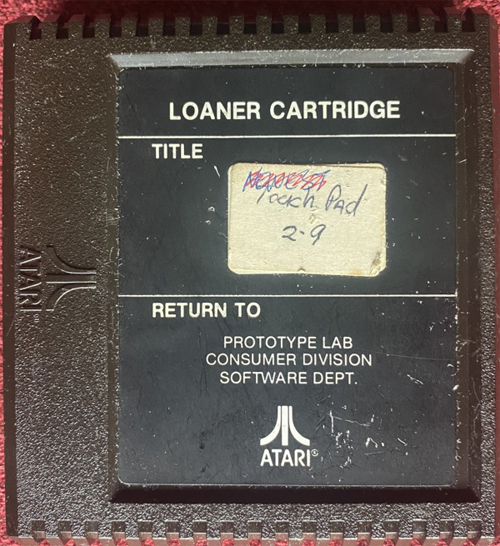 LOANER CARTRIDGE
TITLE
Touch Pad
2-9
RETURN TO
PROTOTYPE LAB
CONSUMER DIVISION
SOFTWARE DEPT.
ATARI®
ATARI